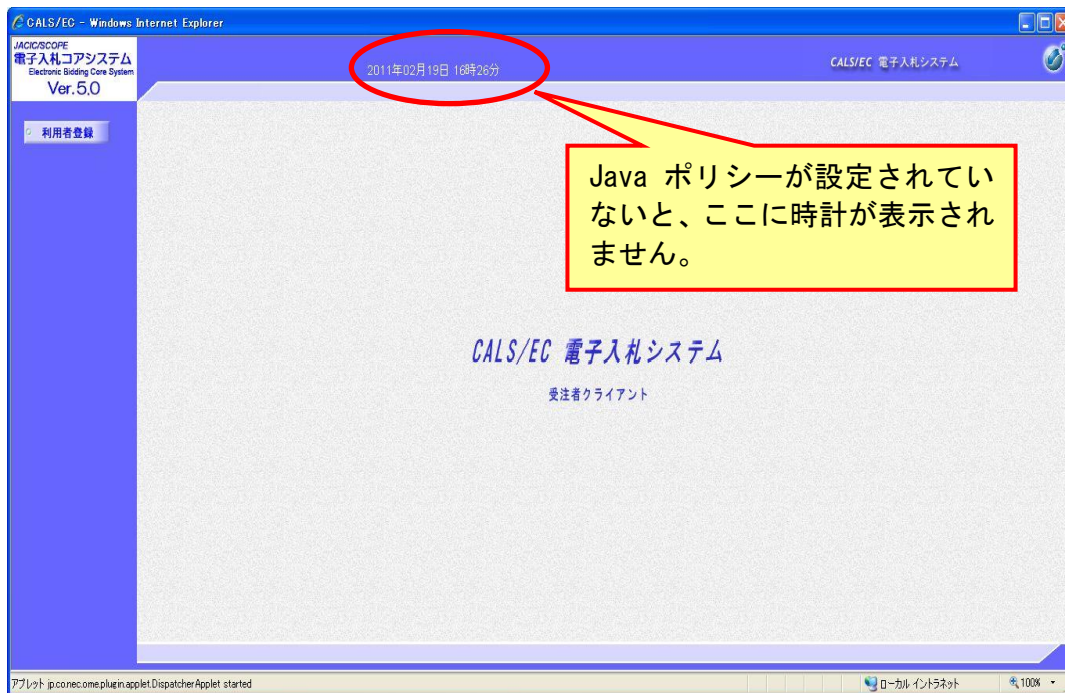 CALS/EC - Windows Internet Explorer
JACIC/SCOPE
電子入札コアシステム
Electronic Bidding Core System
Ver.5.0
2011年02月19日 16時26分
CALS/EC 電子入札システム
利用者登録
Java ポリシーが設定されてい
ないと、ここに時計が表示され
ません。
CALS/EC 電子入札システム
受注者クライアント
アプレット jp.co.nec.ome.plugin.applet.DispatcherApplet started
ローカル イントラネット
100%